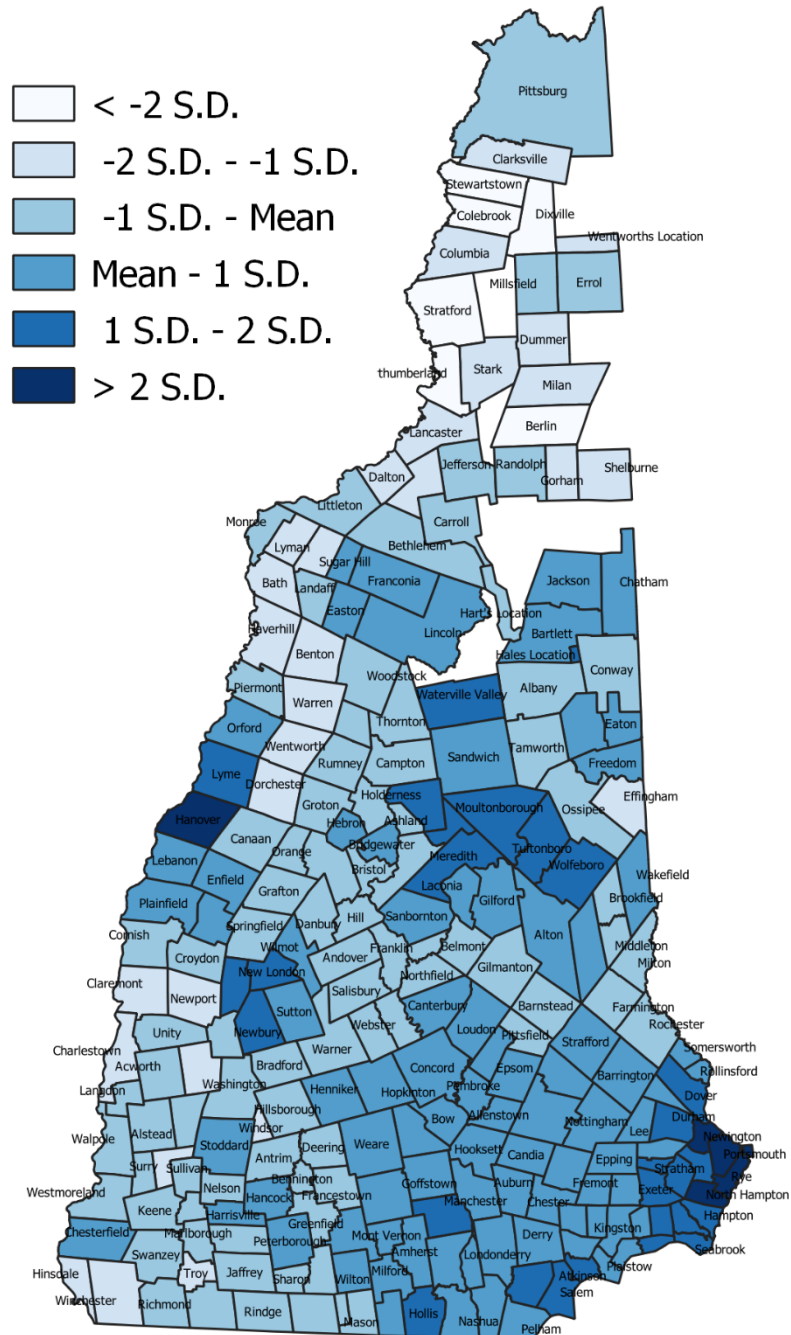 Pittsburg
< -2 S.D.
-2 S.D. - -1 S.D.
-1 S.D. - Mean
Mean - 1 S.D.
1 S.D. - 2 S.D.
> 2 S.D.
Clarksville
Stewartstown
Colebrook
Dixville
Wentworths Location
Columbia
Millsfield
Errol
Stratford
Dummer
thumberland
Stark
Milan
Berlin
Lancaster
Jefferson
Randolph
Shelburne
Dalton
Gorham
Littleton
Carroll
Monroe
Bethlehem
Lyman
Sugar Hill
Franconia
Jackson
Chatham
Bath
Landaff
Easton
Hart's Location
Lincoln
Bartlett
Haverhill
Benton
Hales Location
Conway
Woodstock
Piermont
Waterville Valley
Albany
Warren
Orford
Thornton
Eaton
Wentworth
Sandwich
Tamworth
Rumney
Campton
Freedom
Lyme
Dorchester
Holderness
Effingham
Groton
Moultonborough
Ossipee
Hanover
Hebron
Ashland
Canaan
Bridgewater
Tuftonboro
Orange
Meredith
Lebanon
Bristol
Wolfeboro
Enfield
Wakefield
Grafton
Laconia
Gilford
Brookfield
Plainfield
Hill
Sanbornton
Danbury
Springfield
Alton
Cornish
Wilmot
Franklin
Belmont
Middleton
Croydon
Andover
Gilmanton
Milton
New London
Northfield
Claremont
Newport
Salisbury
Canterbury
Barnstead
Farmington
Sutton
Webster
Loudon
Rochester
Unity
Newbury
Pittsfield
Strafford
Charlestown
Warner
Somersworth
Acworth
Bradford
Concord
Epsom
Rollinsford
Langdon
Washington
Henniker
Hopkinton
Pembroke
Barrington
Dover
Hillsborough
Allenstown
Durham
Walpole
Alstead
Windsor
Bow
Nottingham
Lee
Newington
Stoddard
Weare
Deering
Hooksett
Portsmouth
Surry
Sullivan
Antrim
Candia
Epping
Stratham
Rye
Bennington
Goffstown
Auburn
Westmoreland
Nelson
Hancock
Francestown
Manchester
Fremont
Exeter
North Hampton
Keene
Chester
Harrisville
Greenfield
Hampton
Chesterfield
Marlborough
Mont Vernon
Derry
Kingston
Swanzey
Peterborough
Amherst
Londonderry
Seabrook
Plaistow
Hinsdale
Troy
Jaffrey
Sharon
Wilton
Milford
Atkinson
Salem
Winchester
Richmond
Rindge
Mason
Hollis
Nashua
Pelham